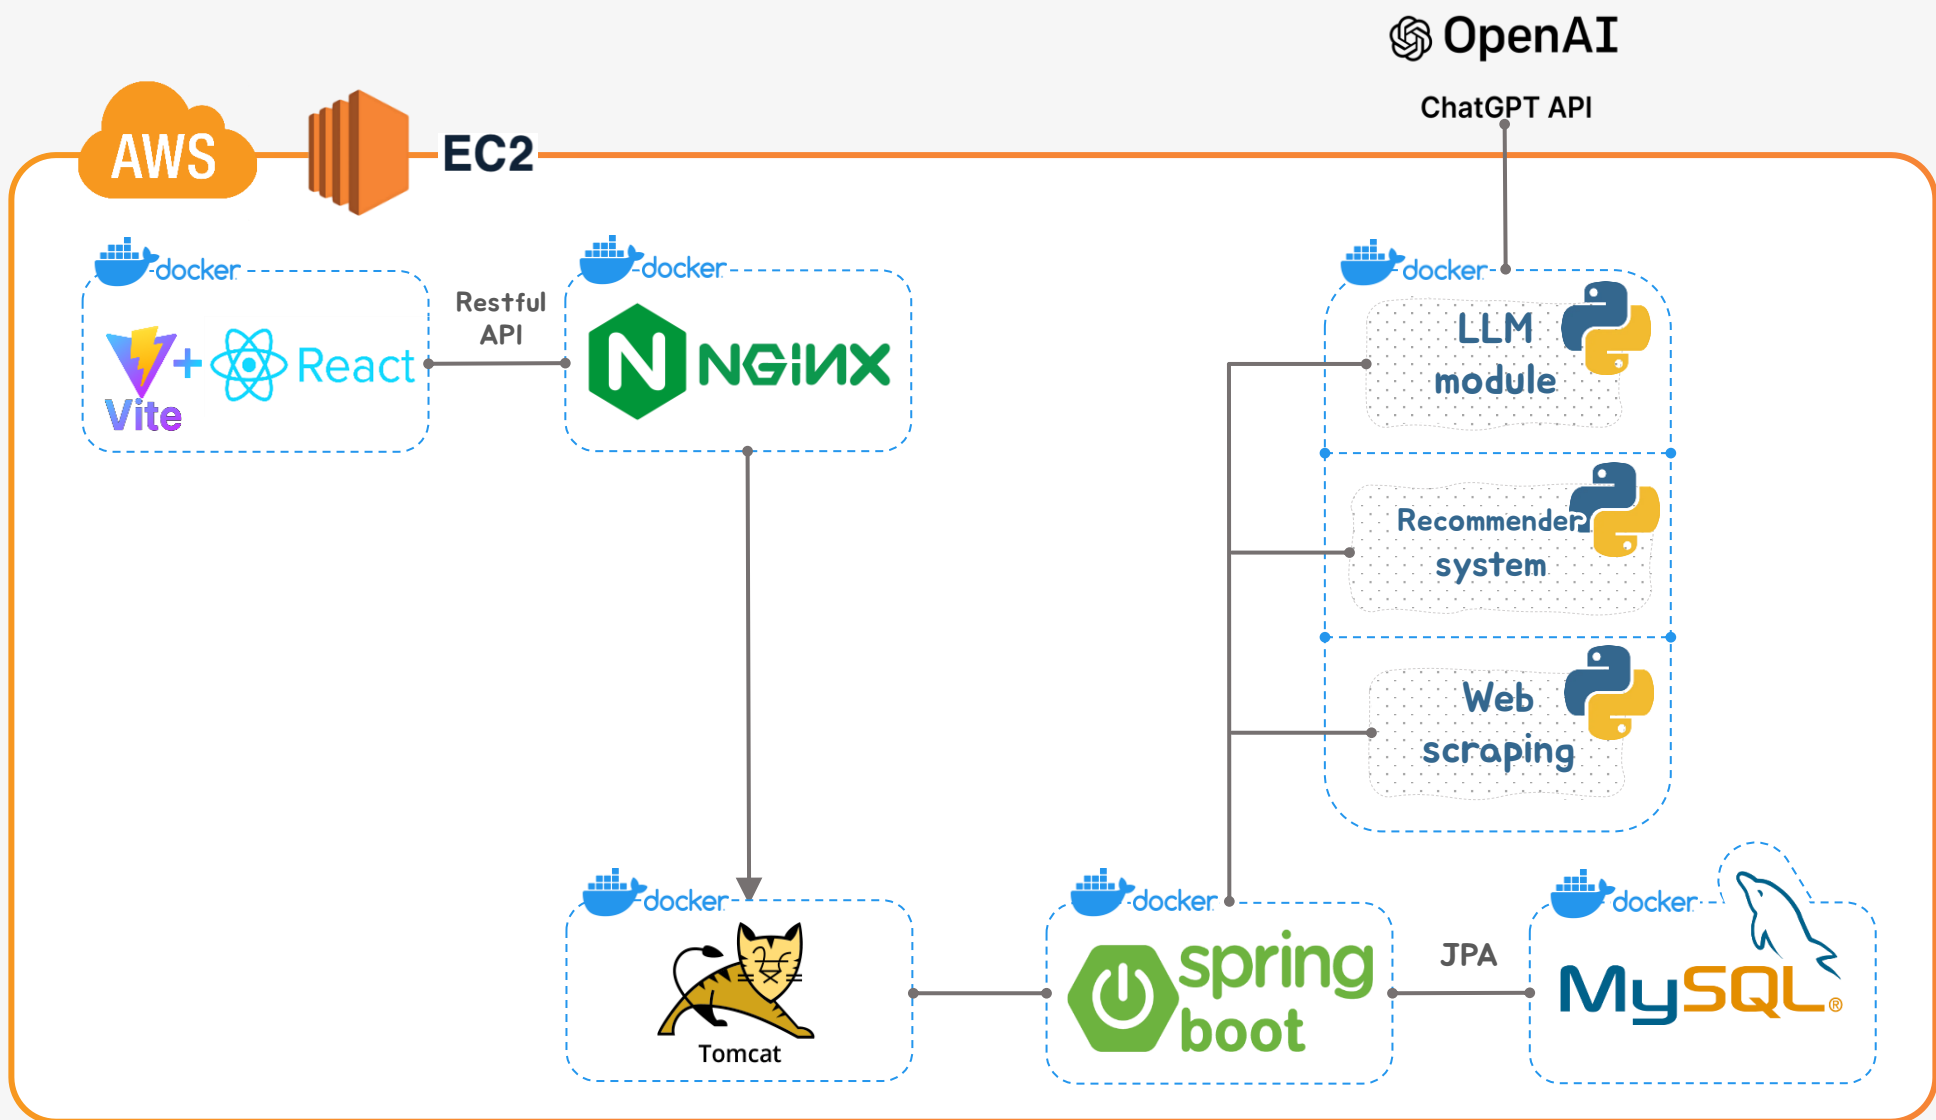 OpenAI
ChatGPT API
AWS
EC2
docker
Vite
+
React
Restful
API
docker
NGINX
docker
LLM
module
Recommender
system
Web
scraping
docker
Tomcat
docker
spring
boot
JPA
docker
MySQL®